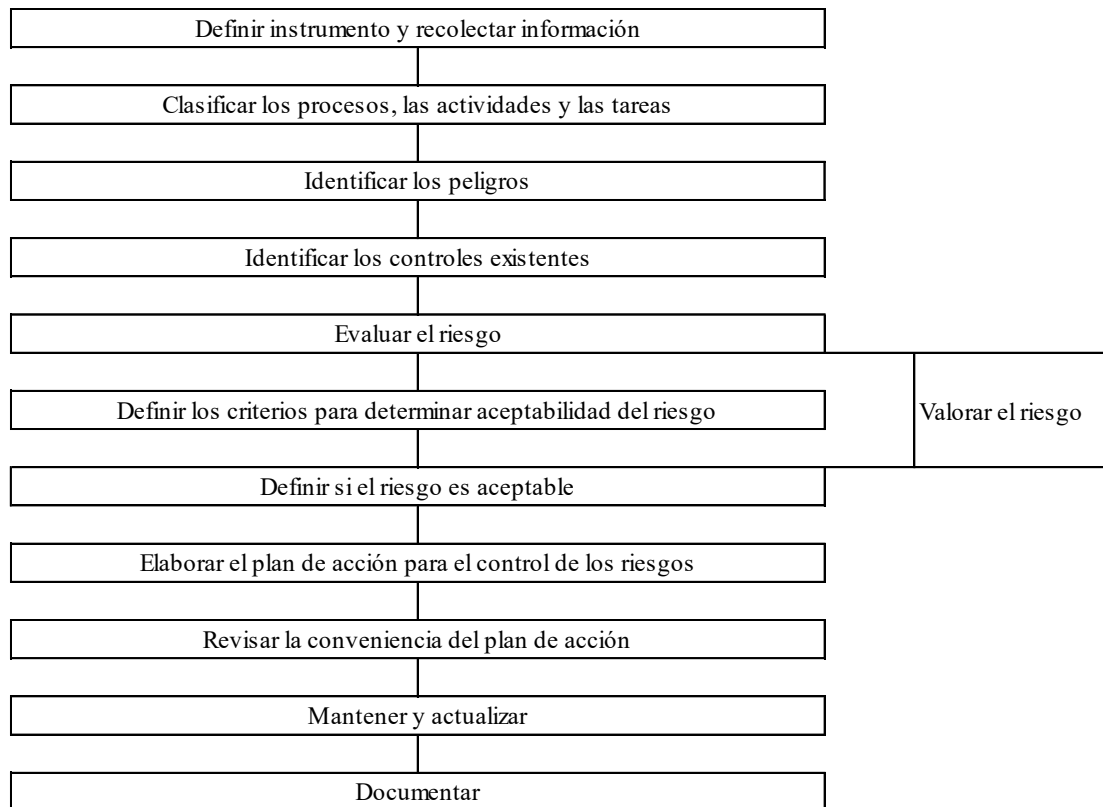 Definir instrumento y recolectar información
Clasificar los procesos, las actividades y las tareas
Identificar los peligros
Identificar los controles existentes
Evaluar el riesgo
Definir los criterios para determinar aceptabilidad del riesgo
Valorar el riesgo
Definir si el riesgo es aceptable
Elaborar el plan de acción para el control de los riesgos
Revisar la conveniencia del plan de acción
Mantener y actualizar
Documentar